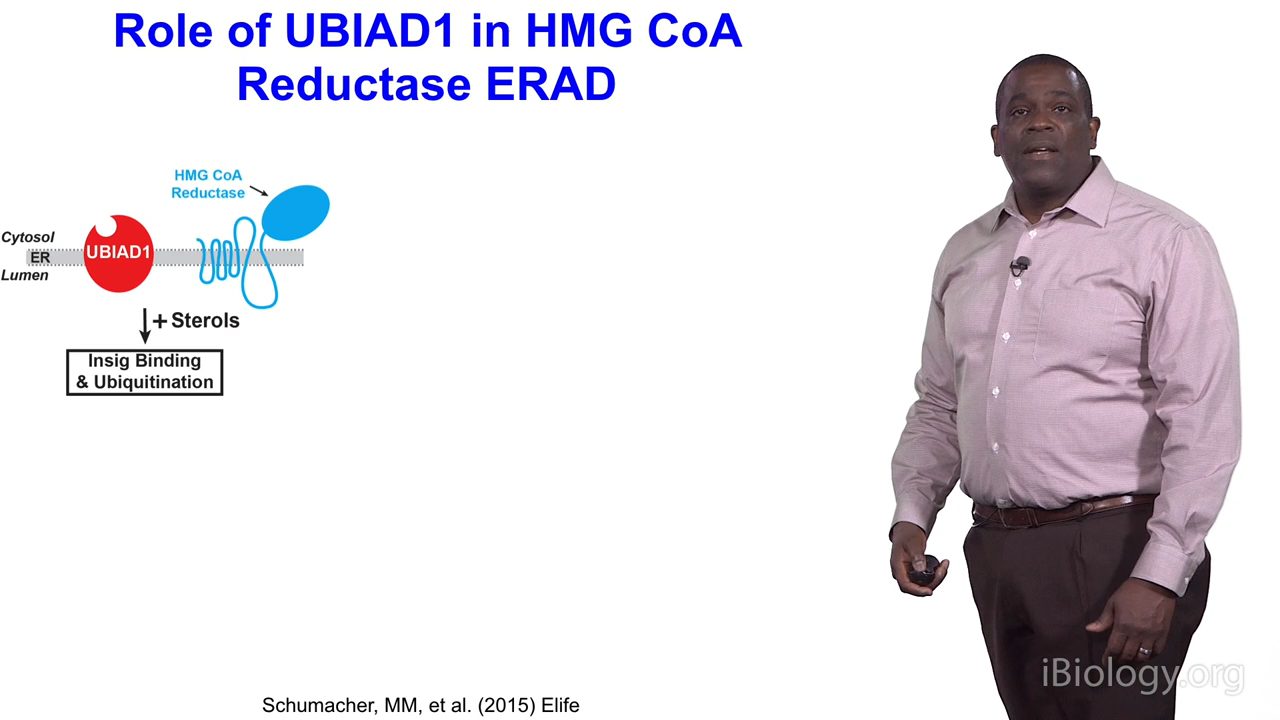 Role of UBIAD1 in HMG CoA
Reductase ERAD
HMG CoA
Reductase
Cytosol
ER
Lumen
UBIAD1
+ Sterols
Insig Binding
& Ubiquitination
Schumacher, MM, et al. (2015) Elife
iBiology.org